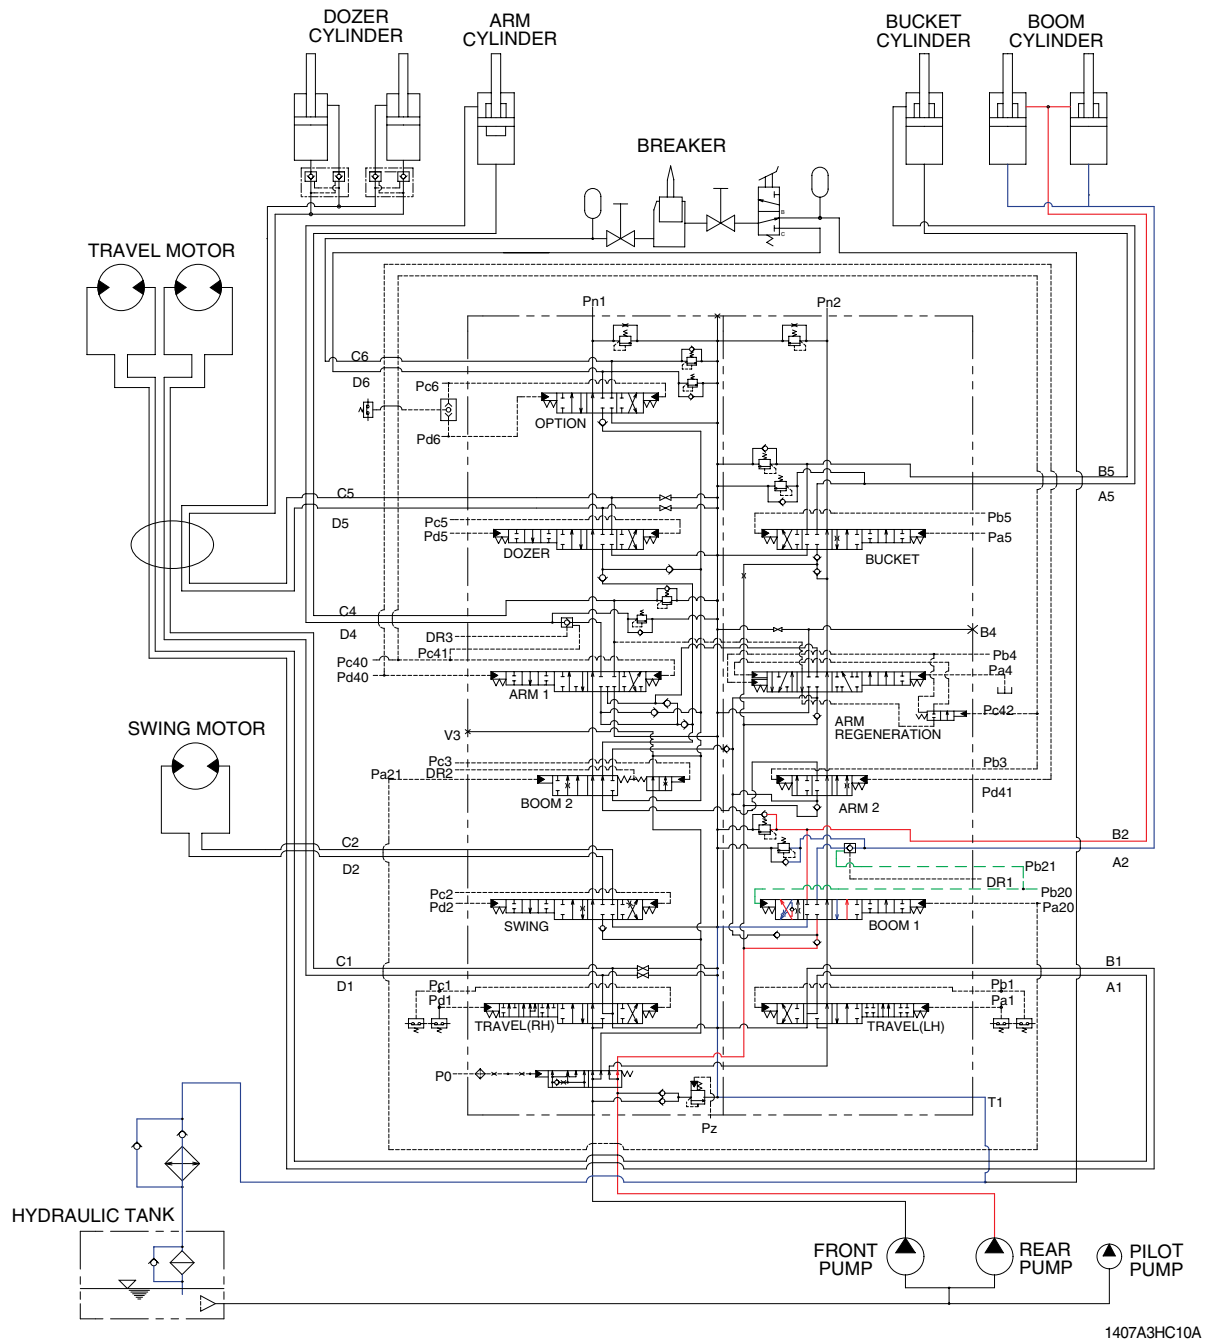 DOZER
CYLINDER
ARM
CYLINDER
BUCKET
CYLINDER
BOOM
CYLINDER
BREAKER
B
C
TRAVEL MOTOR
Pn1
Pn2
C6
D6
Pc6
Pd6
OPTION
C5
D5
Pc5
Pd5
DOZER
B5
A5
Pb5
Pa5
BUCKET
C4
D4
DR3
Pc41
Pc40
Pd40
ARM 1
B4
Pb4
Pa4
Pc42
ARM
REGENERATION
SWING MOTOR
V3
Pc3
DR2
Pa21
BOOM 2
Pb3
Pd41
ARM 2
C2
D2
B2
A2
Pb21
DR1
Pb20
Pa20
Pc2
Pd2
SWING
BOOM 1
C1
D1
Pc1
Pd1
TRAVEL(RH)
B1
A1
Pb1
Pa1
TRAVEL(LH)
P0
T1
Pz
HYDRAULIC TANK
FRONT
PUMP
REAR
PUMP
PILOT
PUMP
1407A3HC10A